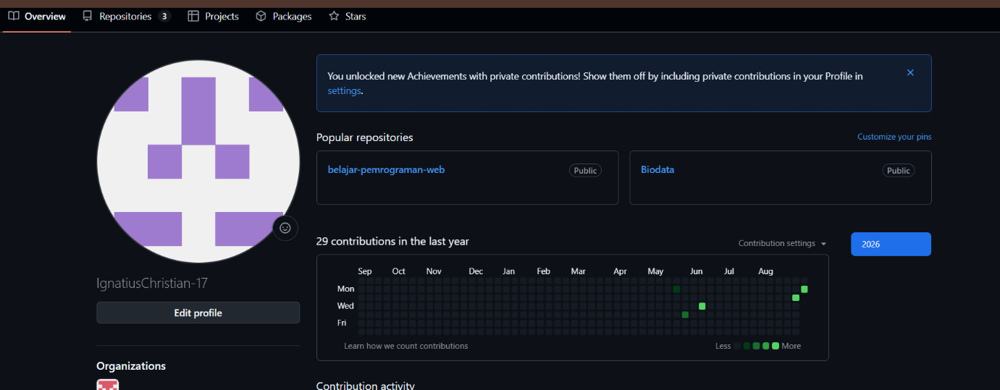 Overview Repositories 3 Projects Packages Stars
You unlocked new Achievements with private contributions! Show them off by including private contributions in your Profile in
settings.
Popular repositories Customize your pins
belajar-pemrograman-web Public Biodata Public
29 contributions in the last year Contribution settings 2026
Sep Oct Nov Dec Jan Feb Mar Apr May Jun Jul Aug
Mon
Wed
Fri
Learn how we count contributions Less More
IgnatiusChristian-17
Edit profile
Organizations
Contribution activity